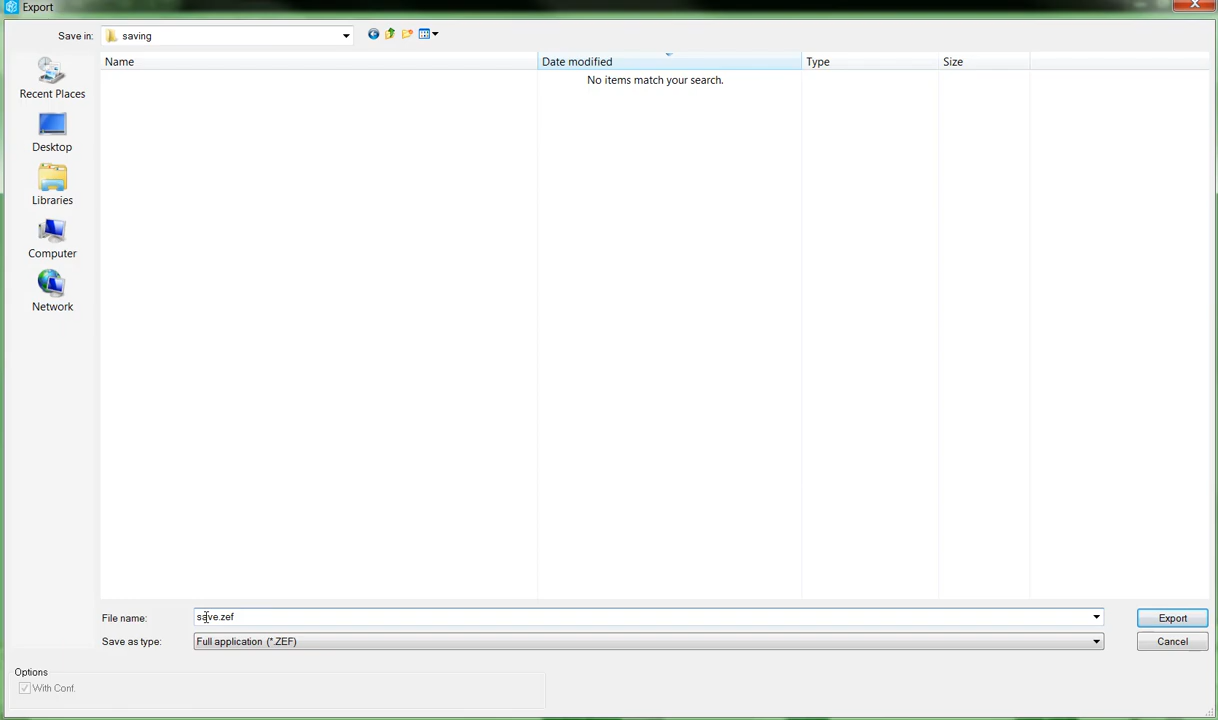 Export
Save in: saving
Name Date modified Type Size
No items match your search.
Recent Places
Desktop
Libraries
Computer
Network
File name: save.zef Export
Save as type: Full application (*.ZEF) Cancel
Options
With Conf.